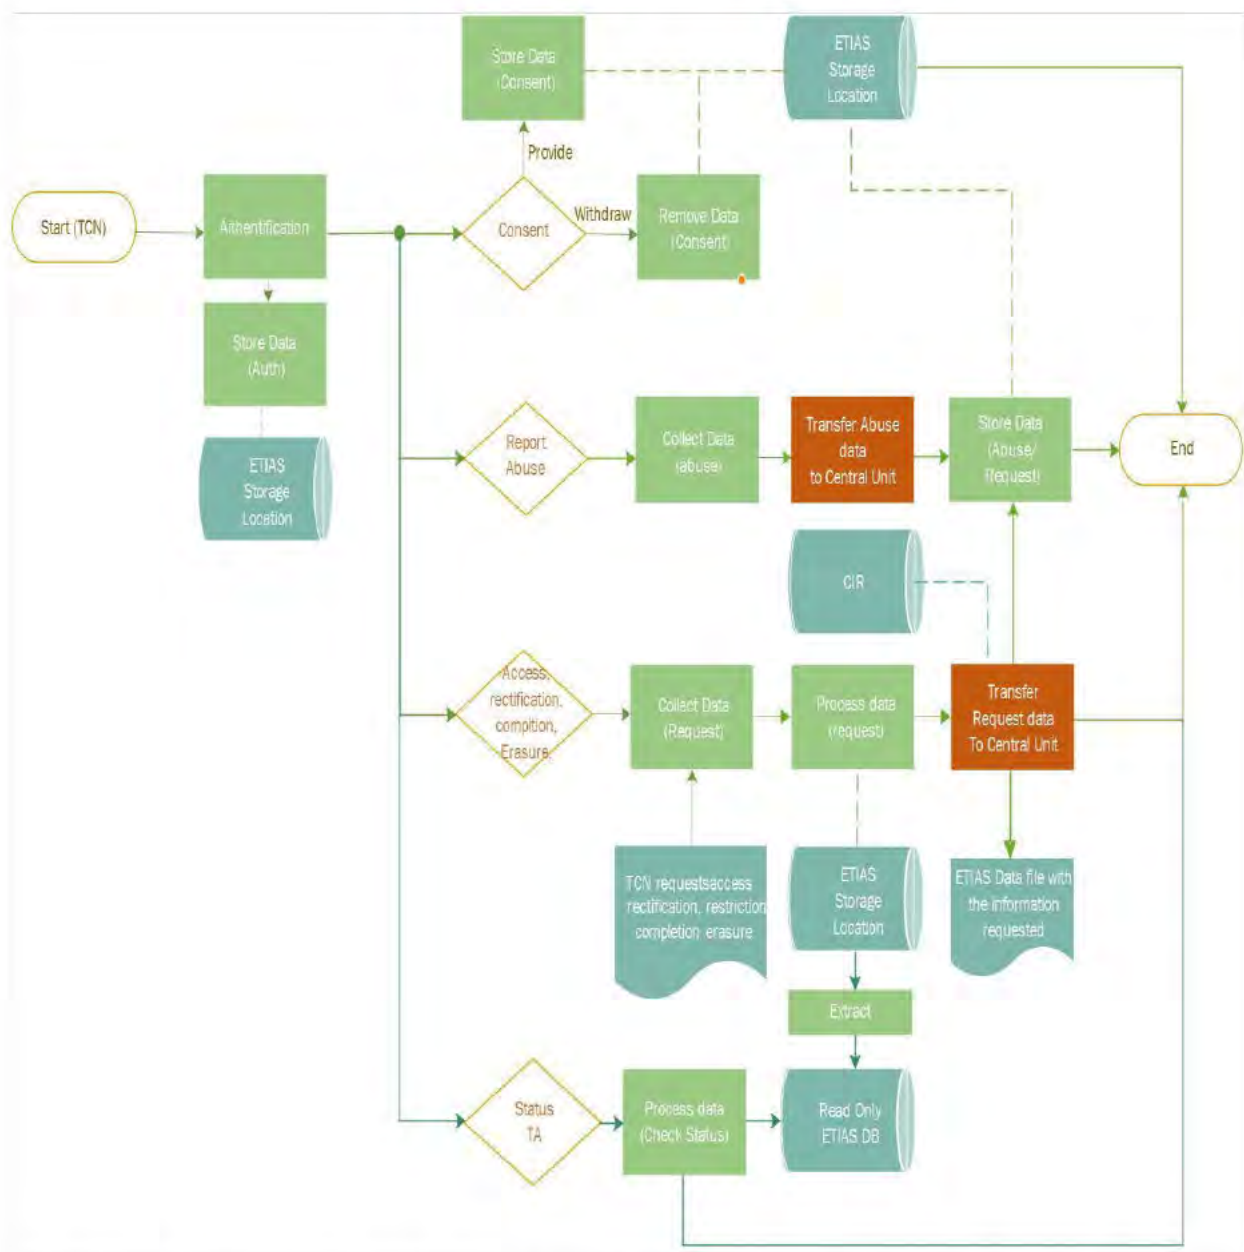 Store Data
(Consent)
ETIAS
Storage
Location
Provide
Start (TCN)
Aithentification
Consent
Withdraw
Remove Data
(Consent)
Store Data
(Auth)
ETIAS
Storage
Location
Report
Abuse
Collect Data
(abuse)
Transfer Abuse
data
to Central Unit
Store Data
(Abuse/
Request)
End
CIR
Access,
rectification,
compition,
Erasure
Collect Data
(Request)
Process data
(request)
Transfer
Request data
To Central Unit
TCN requestsaccess
rectification, restriction
completion erasure
ETIAS
Storage
Location
ETIAS Data file with
the information
requested
Extract
Status
TA
Process data
(Check Status)
Read Only
ETIAS DB